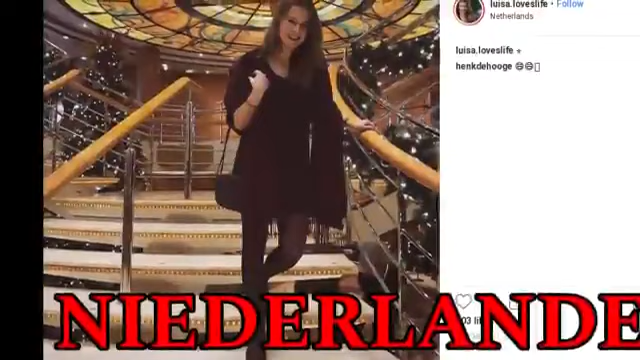 luisa.loveslife • Follow
Netherlands
luisa.loveslife
henkdehooge 😄😄
NIEDERLANDE